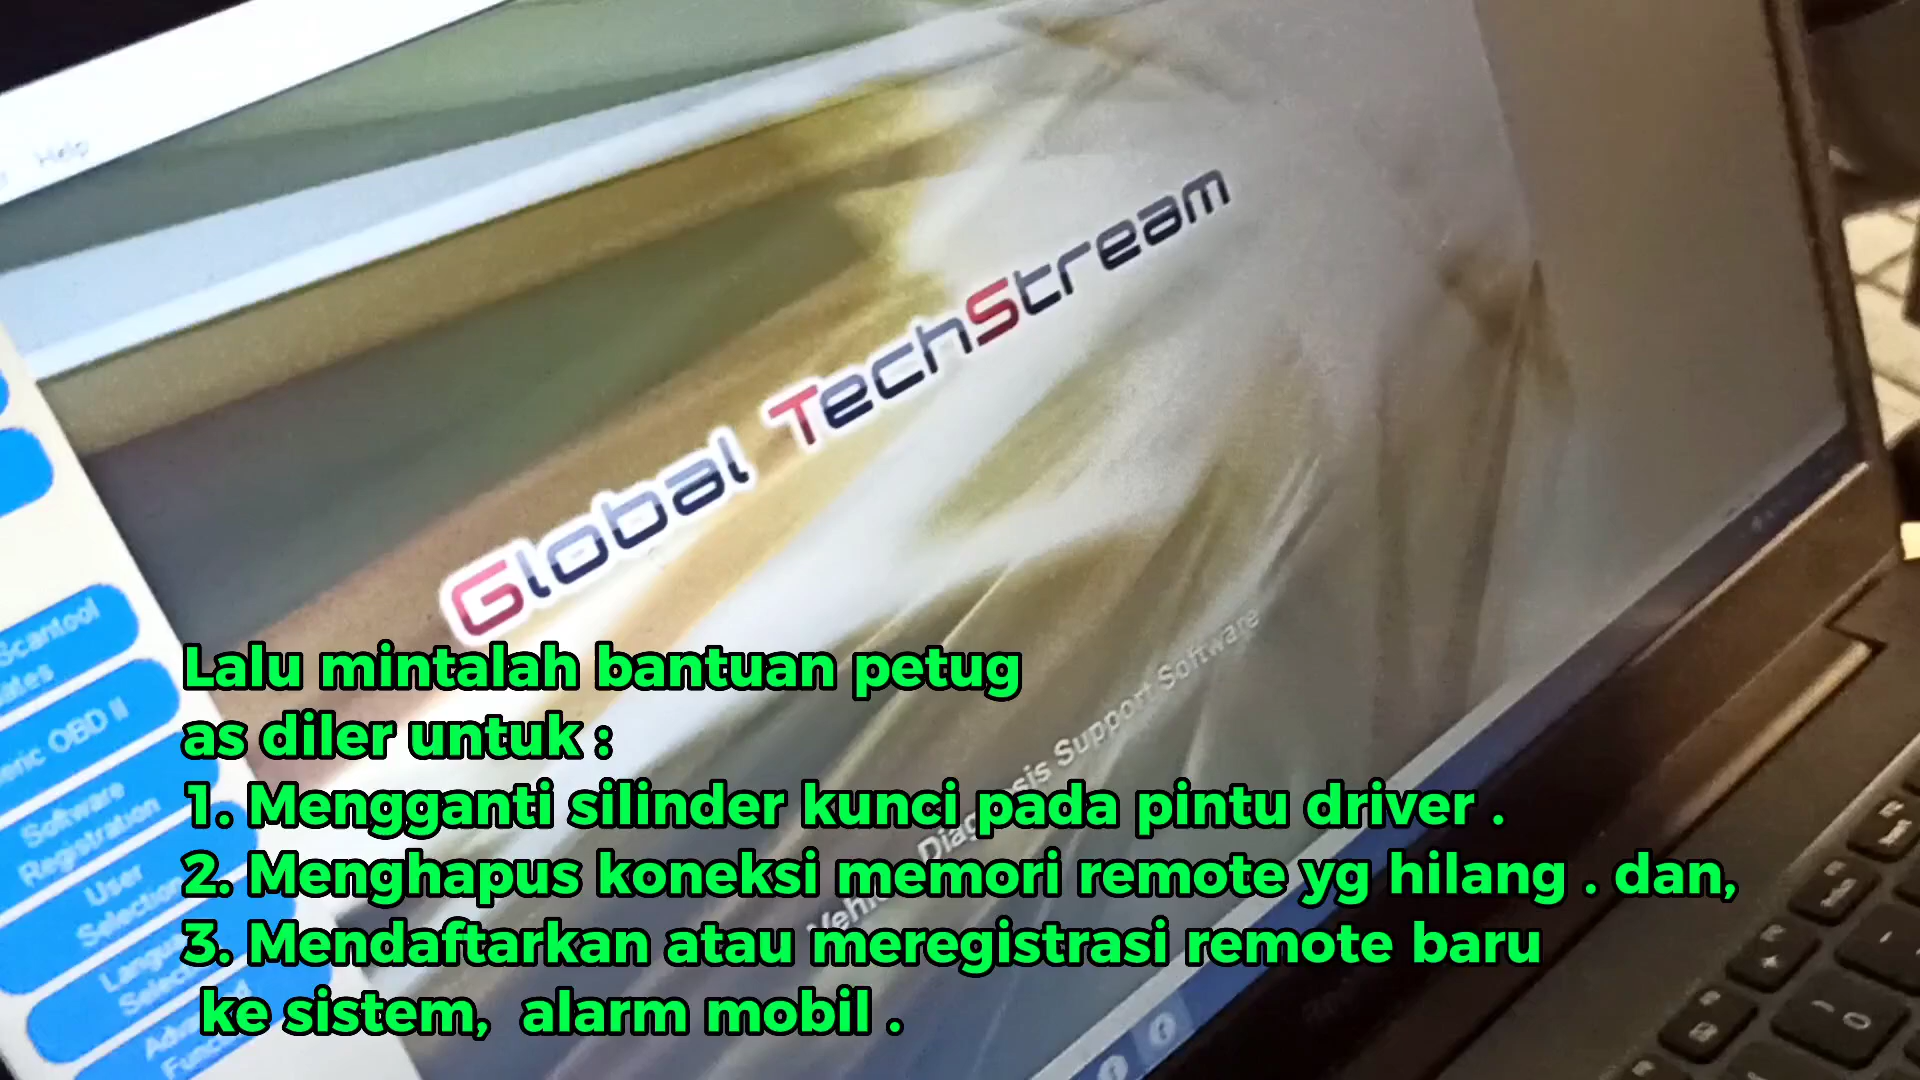 Help
Global TechStream
Scantool
OBD II
Software
Registration
User
Selection
Diagnosis Support Software
Lalu mintalah bantuan petug
as diler untuk :
1. Mengganti silinder kunci pada pintu driver .
2. Menghapus koneksi memori remote yg hilang . dan,
3. Mendaftarkan atau meregistrasi remote baru
ke sistem, alarm mobil .